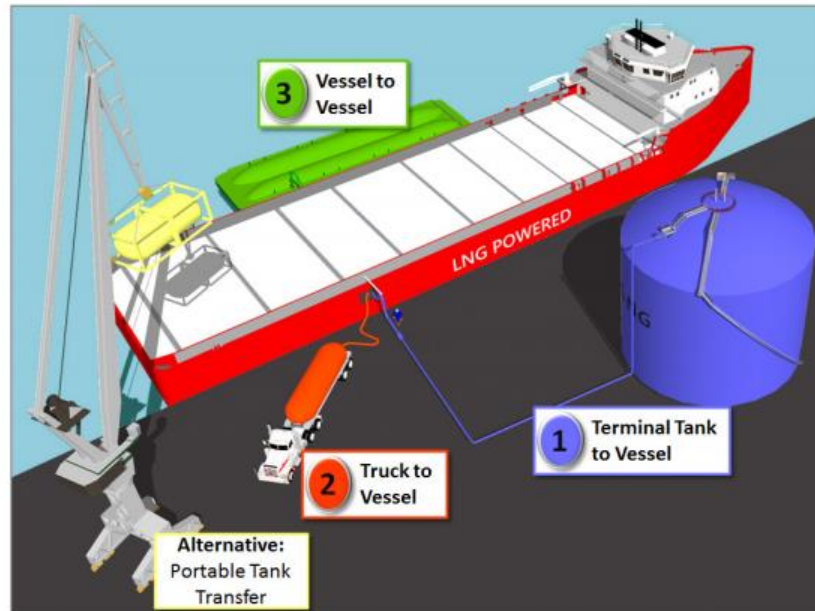 3
Vessel to
Vessel
LNG POWERED
1
Terminal Tank
to Vessel
2
Truck to
Vessel
Alternative:
Portable Tank
Transfer